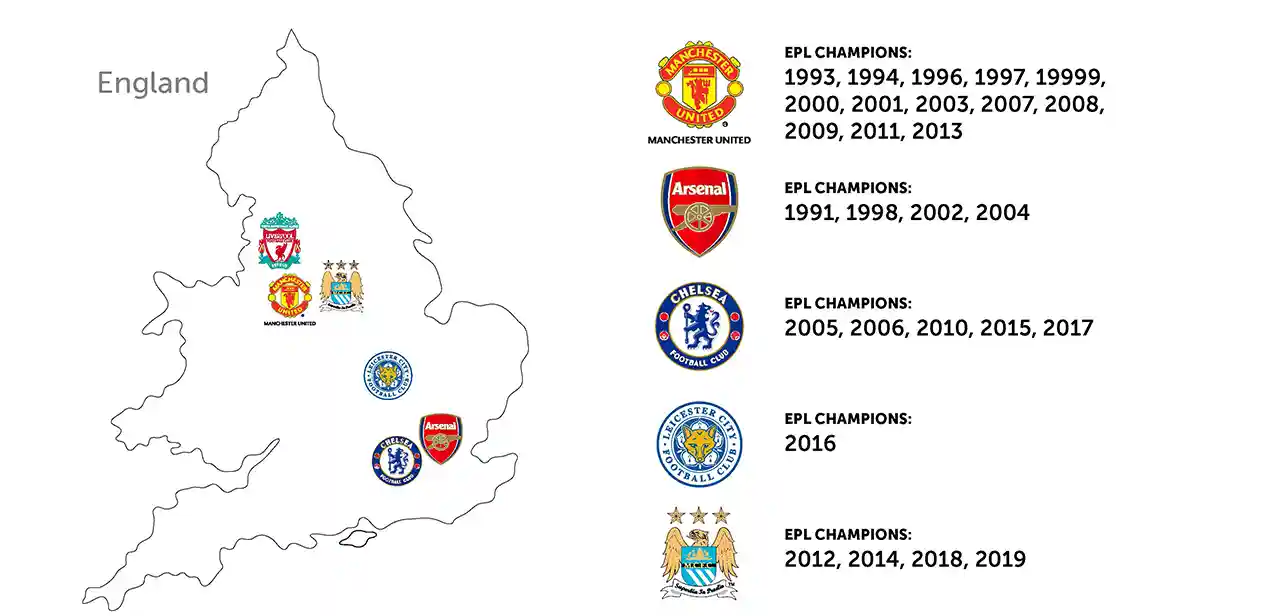 England
LIVERPOOL
MANCHESTER
UNITED
MANCHESTER UNITED
LEICESTER CITY
FOOTBALL CLUB
Arsenal
CHELSEA
FOOTBALL CLUB
MANCHESTER
UNITED
MANCHESTER UNITED
EPL CHAMPIONS:
1993, 1994, 1996, 1997, 19999,
2000, 2001, 2003, 2007, 2008,
2009, 2011, 2013
Arsenal
EPL CHAMPIONS:
1991, 1998, 2002, 2004
CHELSEA
FOOTBALL CLUB
EPL CHAMPIONS:
2005, 2006, 2010, 2015, 2017
LEICESTER CITY
FOOTBALL CLUB
EPL CHAMPIONS:
2016
M.C.F.C.
Superbia In Proelia
TM
EPL CHAMPIONS:
2012, 2014, 2018, 2019